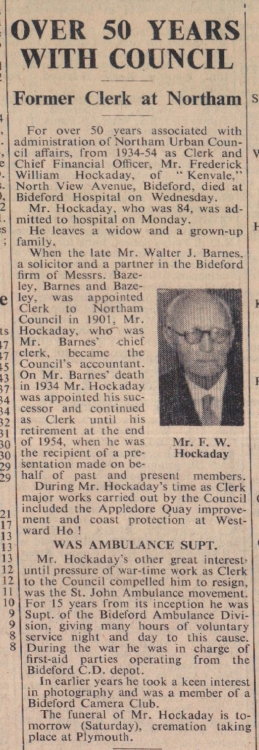 OVER 50 YEARS
WITH COUNCIL
Former Clerk at Northam
For over 50 years associated with
administration of Northam Urban Coun-
cil affairs, from 1934-54 as Clerk and
Chief Financial Officer, Mr. Frederick
William Hockaday, of "Kenvale,"
North View Avenue, Bideford, died at
Bideford Hospital on Wednesday.
Mr. Hockaday, who was 84, was ad-
mitted to hospital on Monday.
He leaves a widow and a grown-up
family.
When the late Mr. Walter J. Barnes,
a solicitor and a partner in the Bideford
firm of Messrs. Baze-
ley, Barnes and Baze-
ley, was appointed
Clerk to Northam
Council in 1901, Mr.
Hockaday, who was
Mr. Barnes' chief
clerk, became the
Council's accountant.
On Mr. Barnes' death
in 1934 Mr. Hockaday
was appointed his suc-
cessor and continued
as Clerk until his
retirement at the end
of 1954, when he was
the recipient of a pre-
sentation made on be-
half of past and present members.
Mr. F. W.
Hockaday
During Mr. Hockaday's time as Clerk
major works carried out by the Council
included the Appledore Quay improve-
ment and coast protection at West-
ward Ho!
WAS AMBULANCE SUPT.
Mr. Hockaday's other great interest
until pressure of war-time work as Clerk
to the Council compelled him to resign,
was the St. John Ambulance movement.
For 15 years from its inception he was
Supt. of the Bideford Ambulance Divi-
sion, giving many hours of voluntary
service night and day to this cause.
During the war he was in charge of
first-aid parties operating from the
Bideford C.D. depot.
In earlier years he took a keen interest
in photography and was a member of a
Bideford Camera Club.
The funeral of Mr. Hockaday is to-
morrow (Saturday), cremation taking
place at Plymouth.